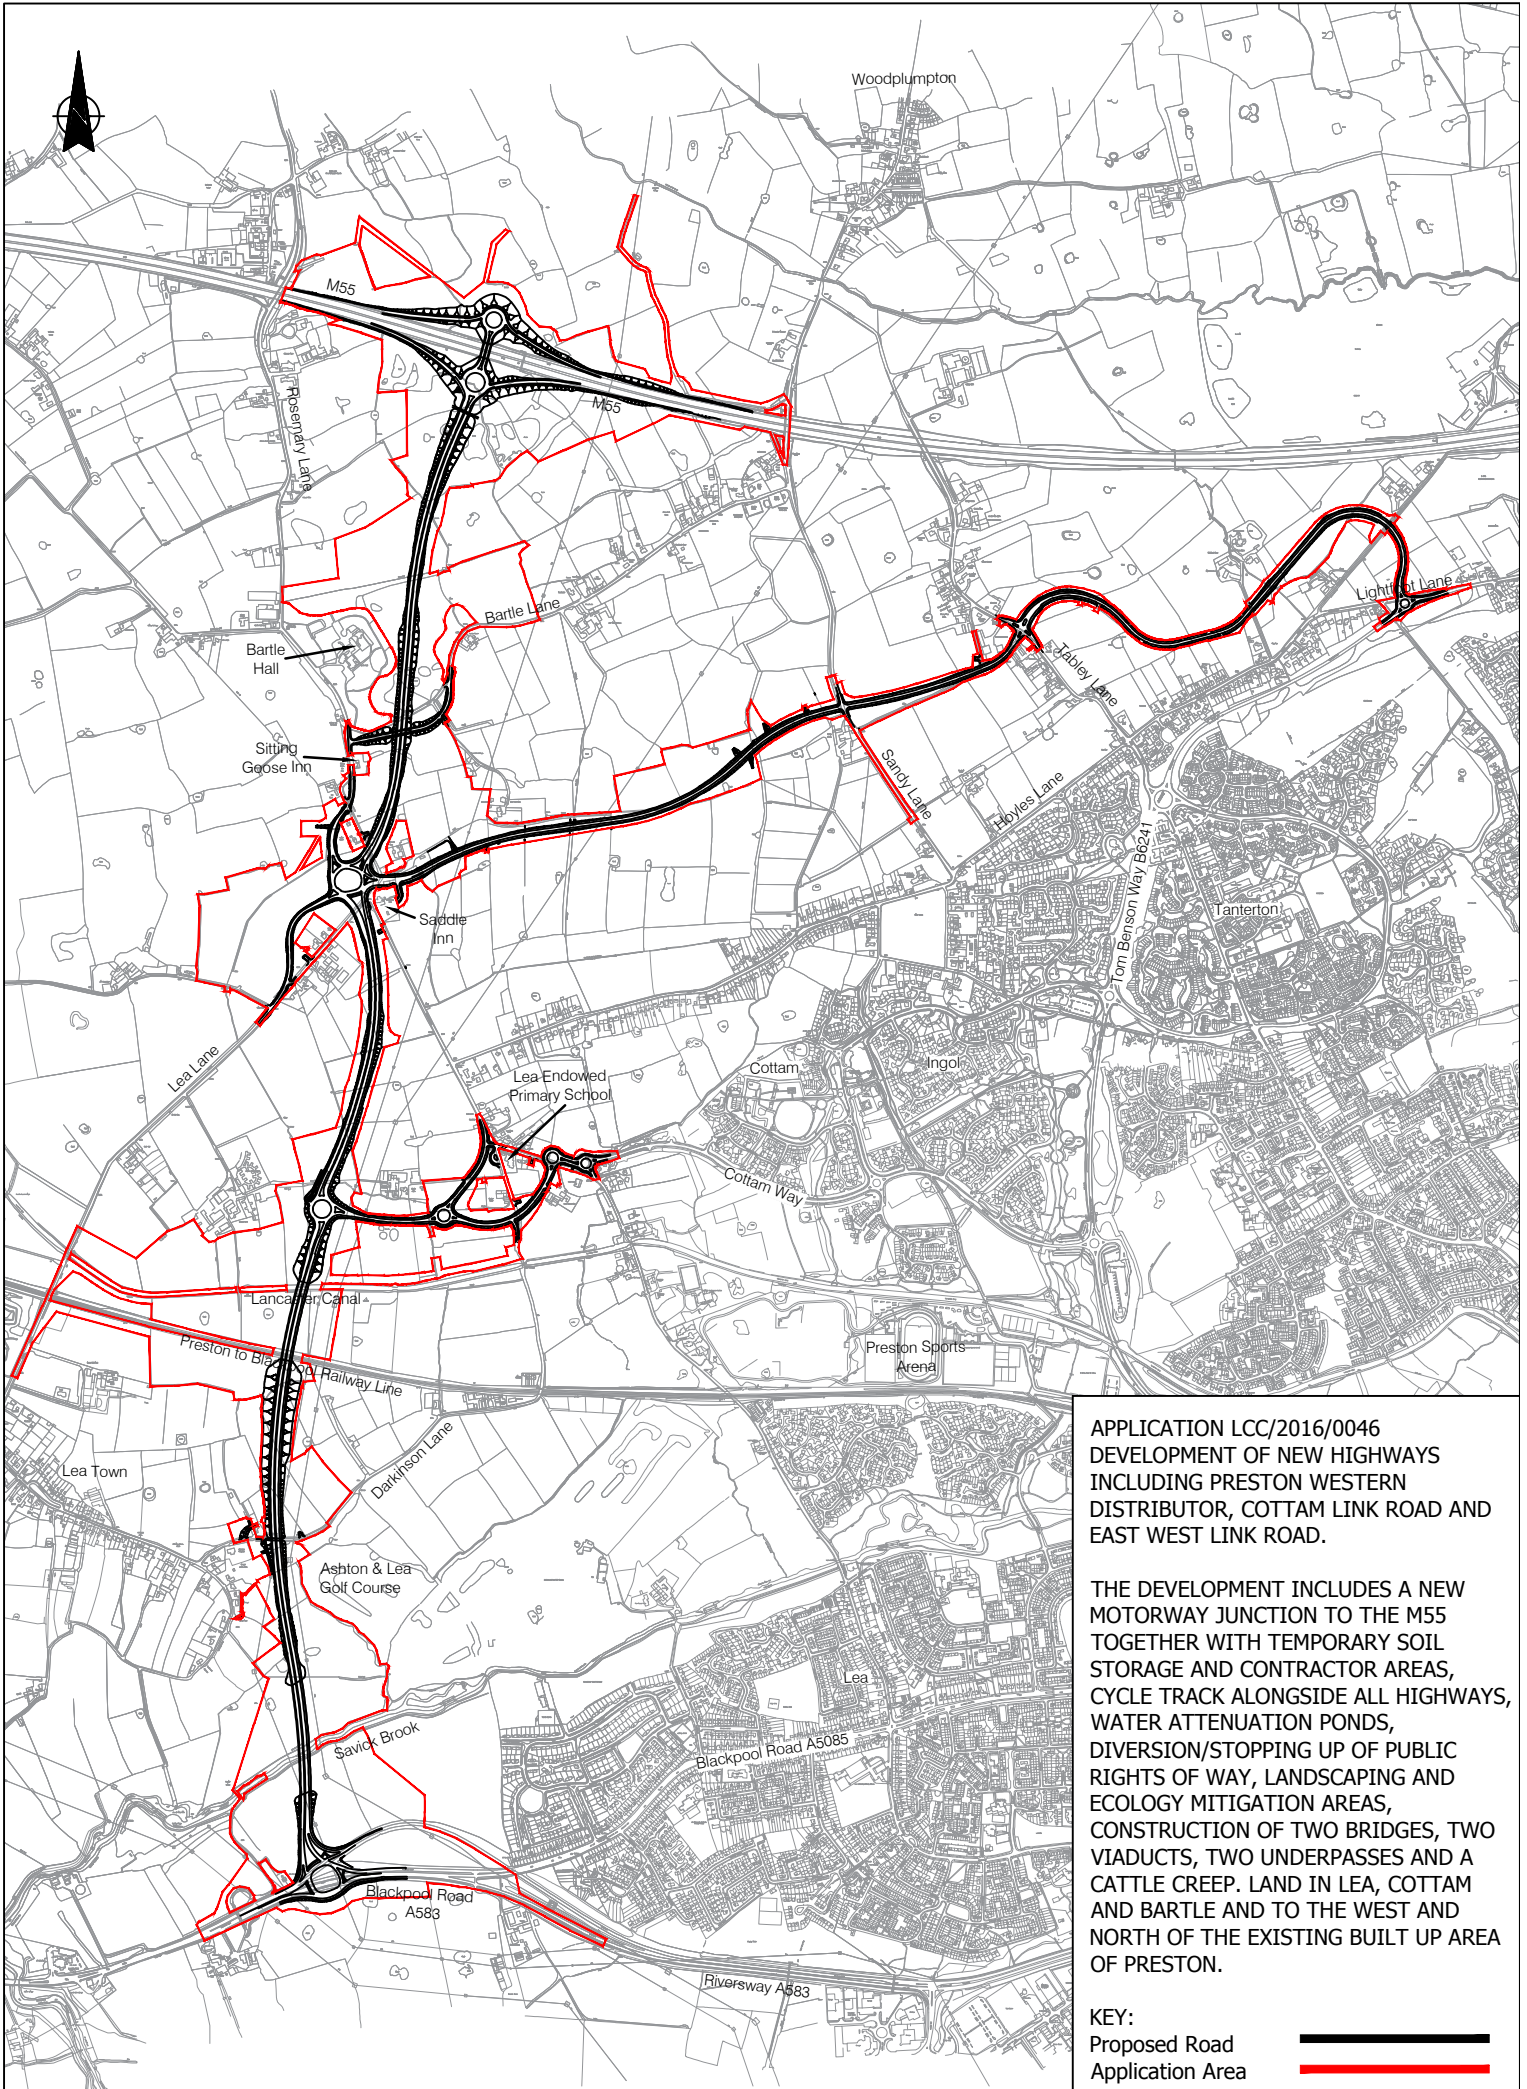 Woodplumpton
M55
M55
Rosemary Lane
Lightfoot Lane
Bartle Lane
Bartle
Hall
Tabley Lane
Sitting
Goose Inn
Sandy Lane
Hoyles Lane
Tom Benson Way B6241
Tanterton
Saddle
Inn
Lea Lane
Cottam
Ingol
Lea Endowed
Primary School
Cottam Way
Lancaster Canal
Preston to Blackpool Railway Line
Preston Sports
Arena
Darkinson Lane
Lea Town
Ashton & Lea
Golf Course
Lea
Savick Brook
Blackpool Road A5085
Blackpool Road
A583
Riversway A583
APPLICATION LCC/2016/0046
DEVELOPMENT OF NEW HIGHWAYS
INCLUDING PRESTON WESTERN
DISTRIBUTOR, COTTAM LINK ROAD AND
EAST WEST LINK ROAD.
THE DEVELOPMENT INCLUDES A NEW
MOTORWAY JUNCTION TO THE M55
TOGETHER WITH TEMPORARY SOIL
STORAGE AND CONTRACTOR AREAS,
CYCLE TRACK ALONGSIDE ALL HIGHWAYS,
WATER ATTENUATION PONDS,
DIVERSION/STOPPING UP OF PUBLIC
RIGHTS OF WAY, LANDSCAPING AND
ECOLOGY MITIGATION AREAS,
CONSTRUCTION OF TWO BRIDGES, TWO
VIADUCTS, TWO UNDERPASSES AND A
CATTLE CREEP. LAND IN LEA, COTTAM
AND BARTLE AND TO THE WEST AND
NORTH OF THE EXISTING BUILT UP AREA
OF PRESTON.
KEY:
Proposed Road
Application Area